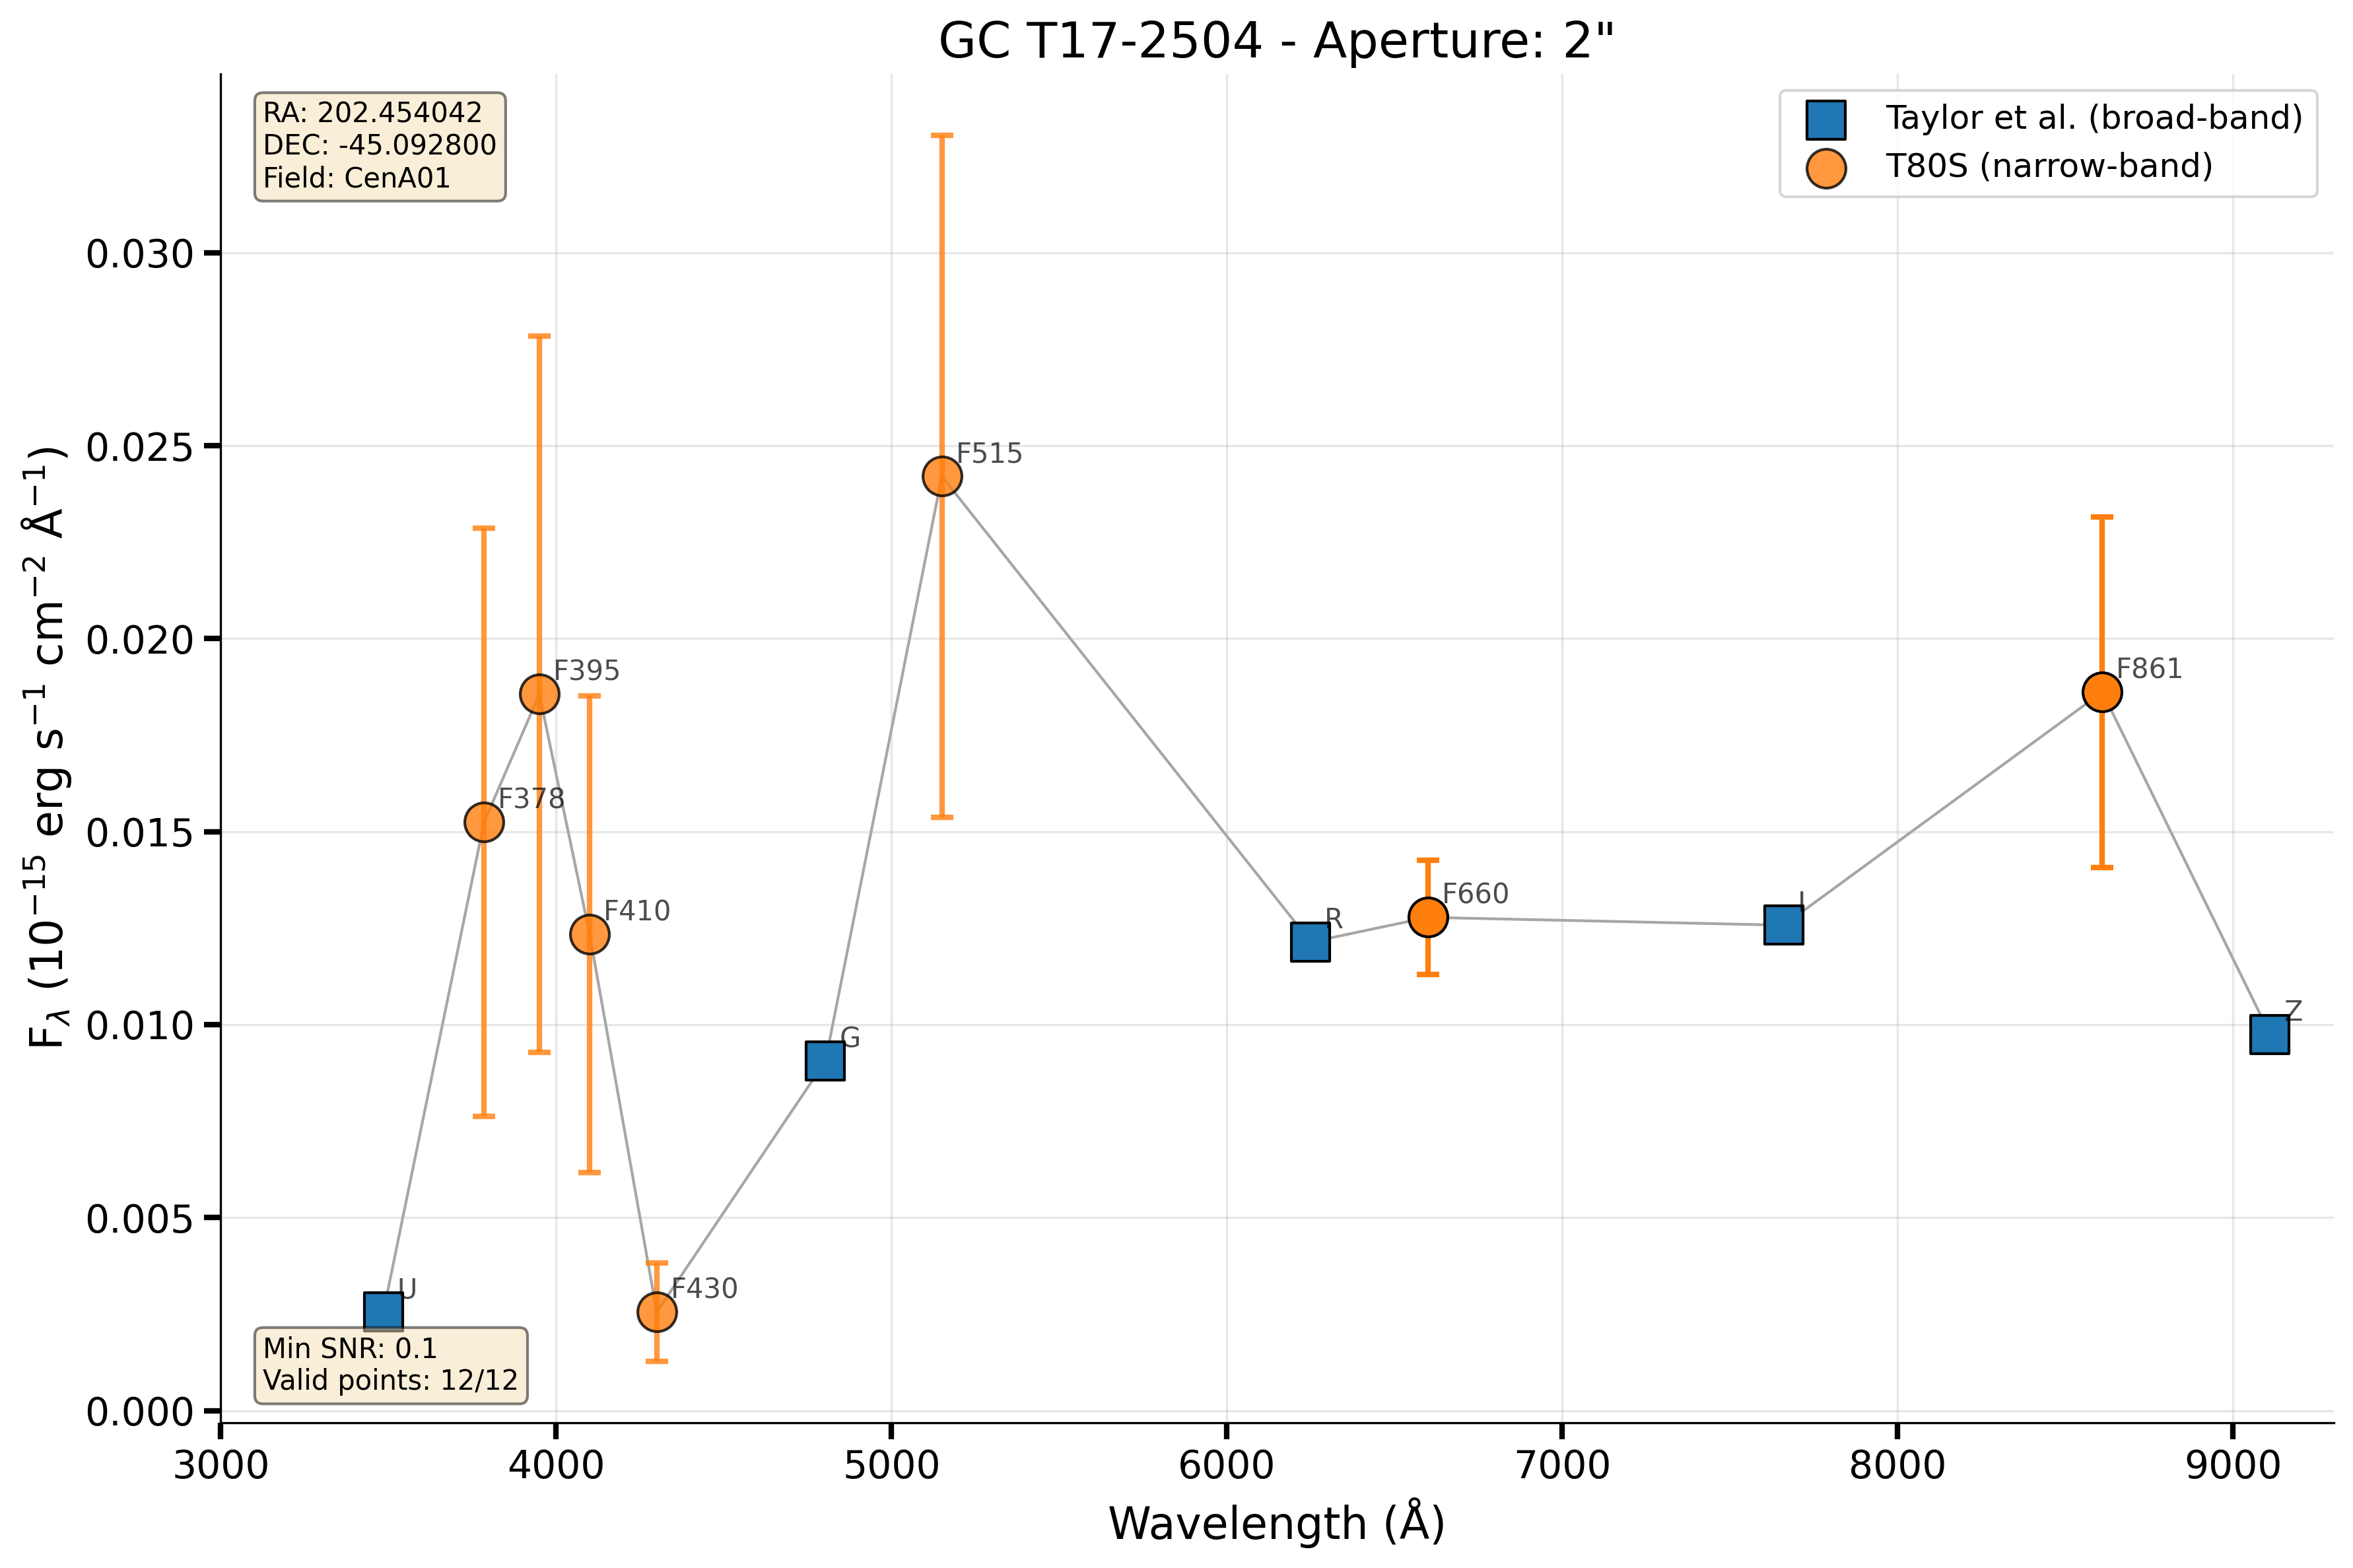 GC T17-2504 - Aperture: 2"
RA: 202.454042
DEC: -45.092800
Field: CenA01
Taylor et al. (broad-band)
T80S (narrow-band)
0.030
0.025
0.020
0.015
0.010
0.005
0.000
F_λ (10⁻¹⁵ erg s⁻¹ cm⁻² Å⁻¹)
F515
F395
F861
F378
F410
F660
I
R
G
Z
U
F430
Min SNR: 0.1
Valid points: 12/12
3000 4000 5000 6000 7000 8000 9000
Wavelength (Å)